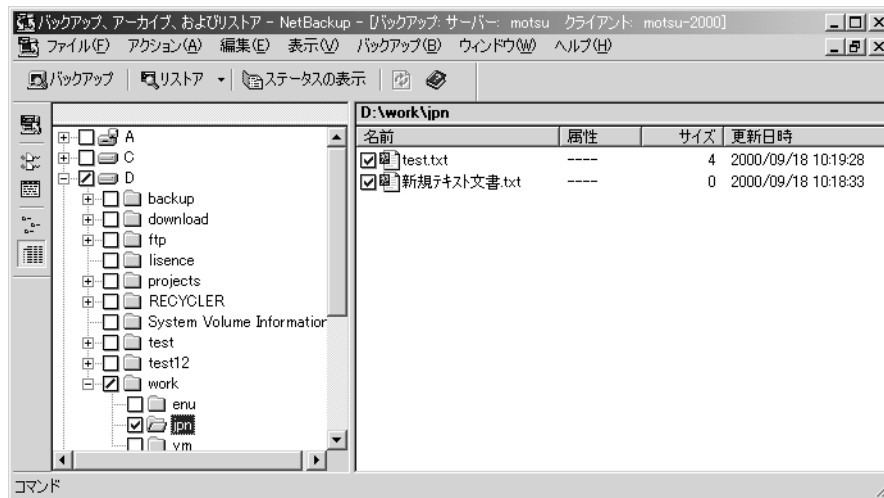 バックアップ、アーカイブ、およびリストア - NetBackup - [バックアップ: サーバー: motsu クライアント: motsu-2000]
ファイル(F) アクション(A) 編集(E) 表示(V) バックアップ(B) ウィンドウ(W) ヘルプ(H)
バックアップ リストア ステータスの表示
D:\work\jpn
名前 属性 サイズ 更新日時
A
C
D
backup
download
ftp
lisence
projects
RECYCLER
System Volume Information
test
test12
work
enu
jpn
vm
test.txt ---- 4 2000/09/18 10:19:28
新規テキスト文書.txt ---- 0 2000/09/18 10:18:33
コマンド